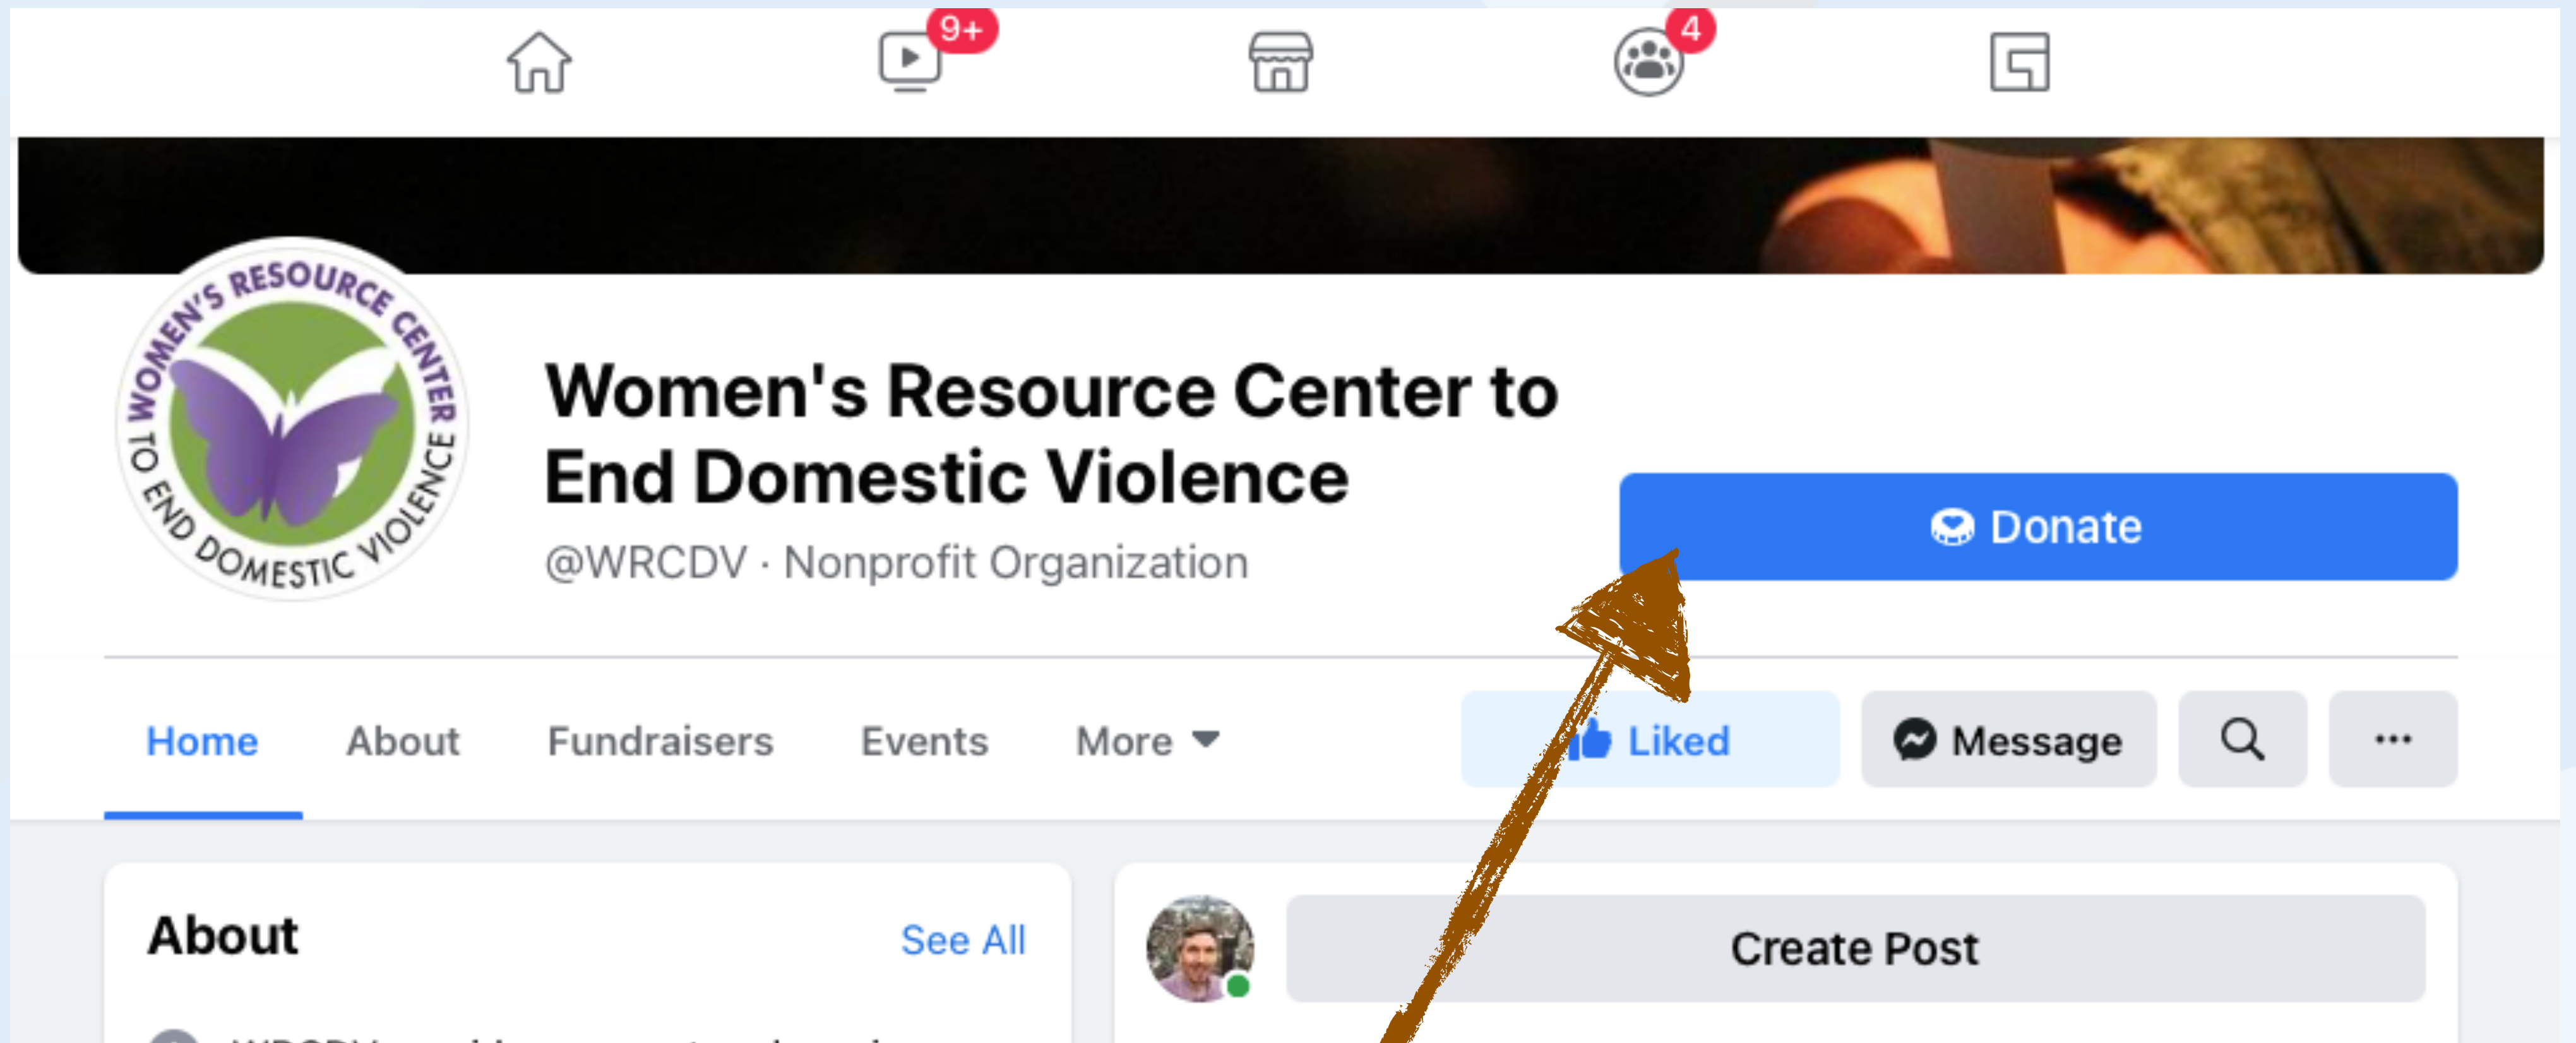 9+
4
WOMEN'S RESOURCE CENTER
TO END DOMESTIC VIOLENCE
Women's Resource Center to
End Domestic Violence
@WRCDV · Nonprofit Organization
Donate
Home About Fundraisers Events More Liked Message ...
About See All
Create Post